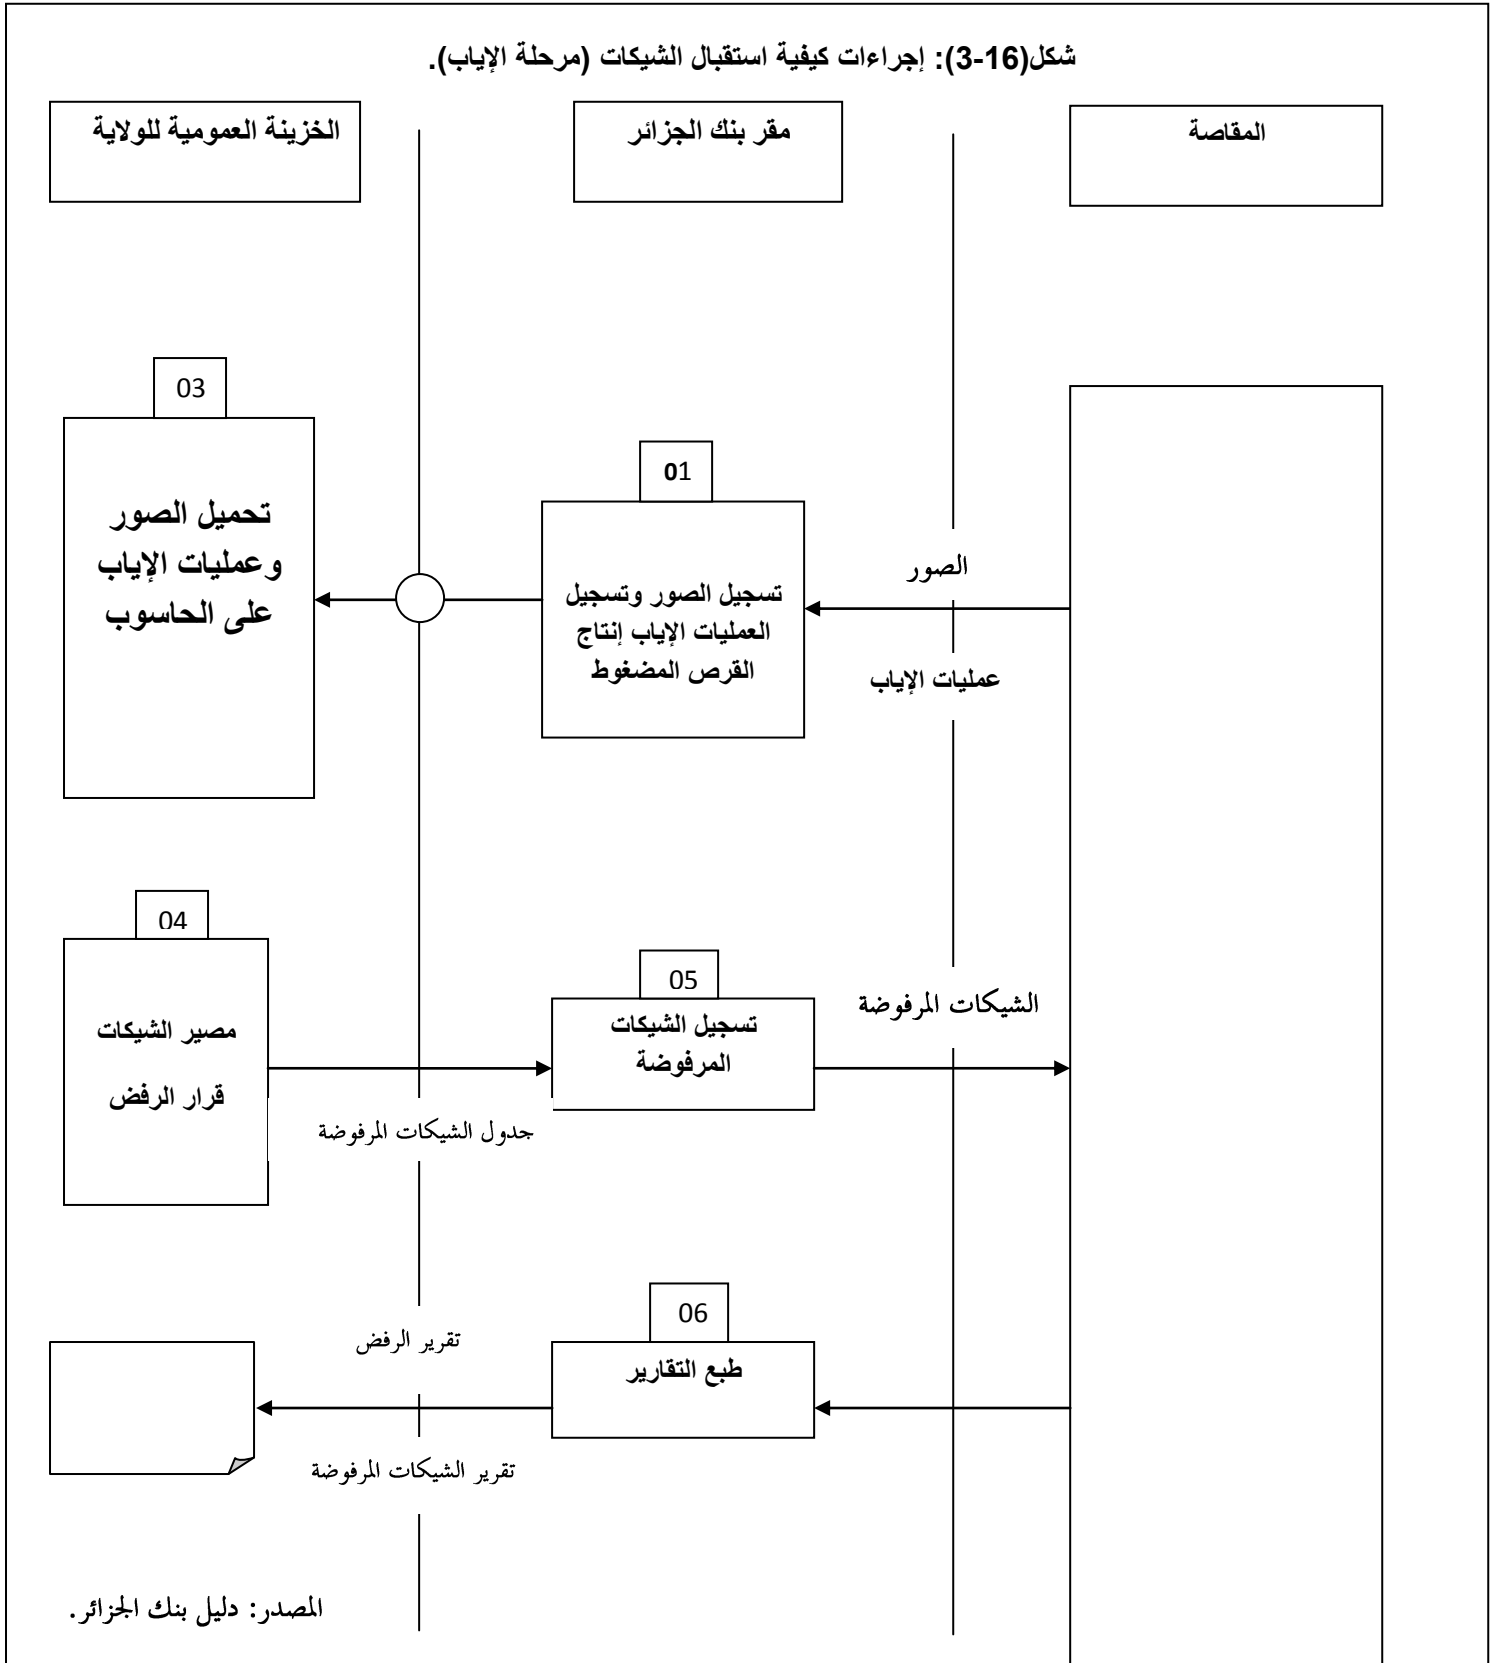 شكل(3-16): إجراءات كيفية استقبال الشيكات (مرحلة الإياب).
المقاصة
مقر بنك الجزائر
الخزينة العمومية للولاية
03
تحميل الصور
وعمليات الإياب
على الحاسوب
01
تسجيل الصور وتسجيل
العمليات الإياب إنتاج
القرص المضغوط
الصور
عمليات الإياب
04
مصير الشيكات
قرار الرفض
05
تسجيل الشيكات
المرفوضة
الشيكات المرفوضة
جدول الشيكات المرفوضة
06
طبع التقارير
تقرير الرفض
تقرير الشيكات المرفوضة
المصدر: دليل بنك الجزائر.